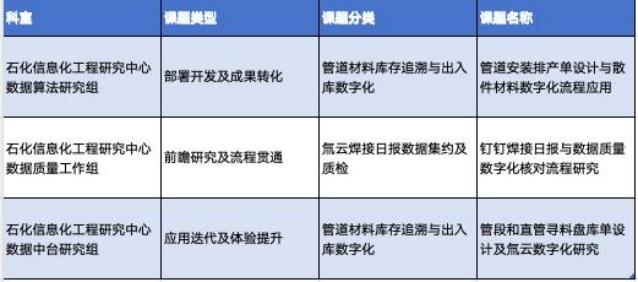 科室 课题类型 课题分类 课题名称
石化信息化工程研究中心
数据算法研究组
部署开发及成果转化
管道材料库存追溯与出入
库数字化
管道安装排产单设计与散
件材料数字化流程应用
石化信息化工程研究中心
数据质量工作组
前瞻研究及流程贯通
氚云焊接日报数据集约及
质检
钉钉焊接日报与数据质量
数字化核对流程研究
石化信息化工程研究中心
数据中台研究组
应用迭代及体验提升
管道材料库存追溯与出入
库数字化
管段和直管寻料盘库单设
计及氚云数字化研究